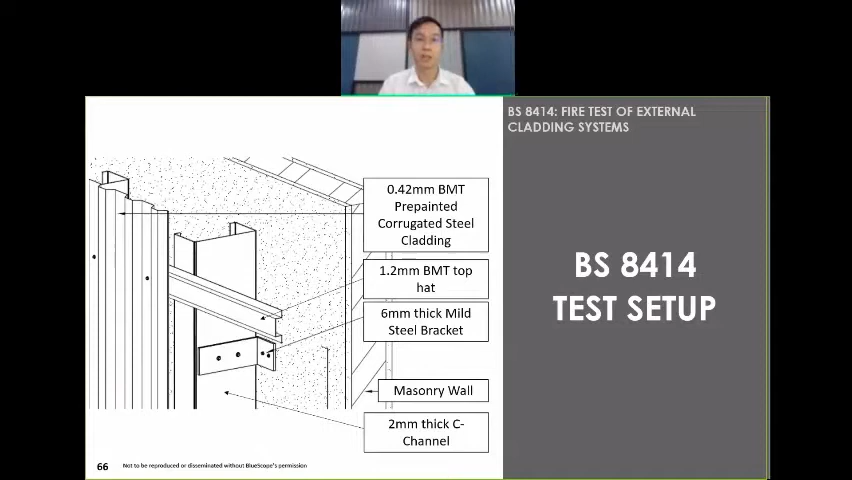 BS 8414: FIRE TEST OF EXTERNAL
CLADDING SYSTEMS
0.42mm BMT
Prepainted
Corrugated Steel
Cladding
1.2mm BMT top
hat
6mm thick Mild
Steel Bracket
Masonry Wall
2mm thick C-
Channel
BS 8414
TEST SETUP
66
Not to be reproduced or disseminated without BlueScope's permission